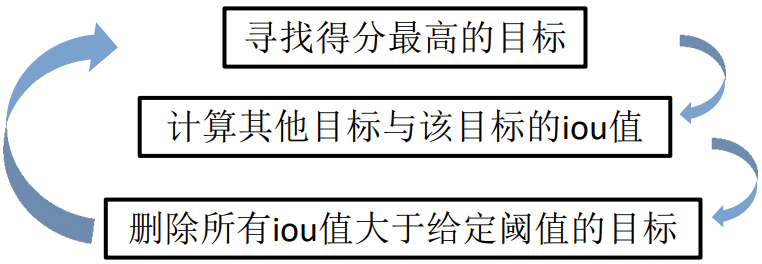 寻找得分最高的目标
计算其他目标与该目标的iou值
删除所有iou值大于给定阈值的目标